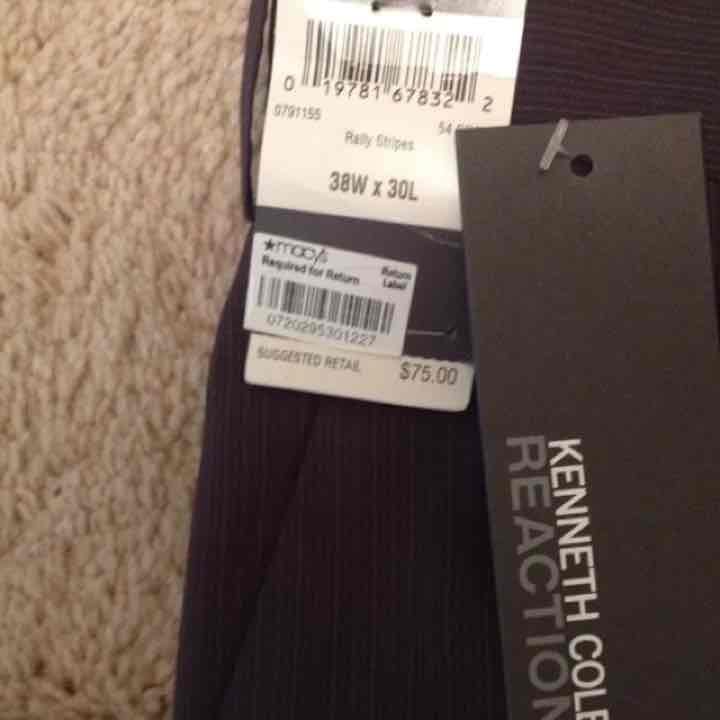 0 19781 67832 2
0791155
54
Rally Stripes
38W x 30L
★macy's
Required for Return
Return
Label
0720295301227
SUGGESTED RETAIL
$75.00
KENNETH COLE
REACTION